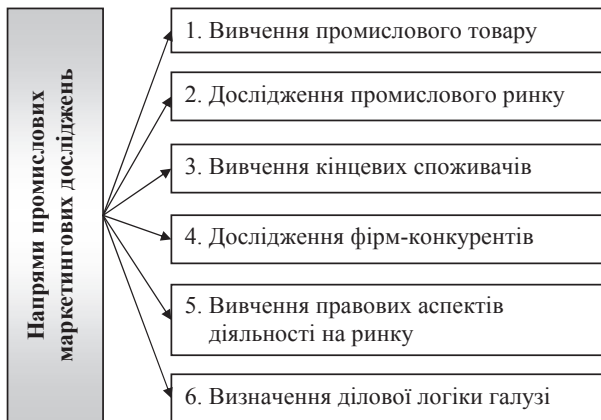 Напрями промислових
маркетингових досліджень
1. Вивчення промислового товару
2. Дослідження промислового ринку
3. Вивчення кінцевих споживачів
4. Дослідження фірм-конкурентів
5. Вивчення правових аспектів
діяльності на ринку
6. Визначення ділової логіки галузі